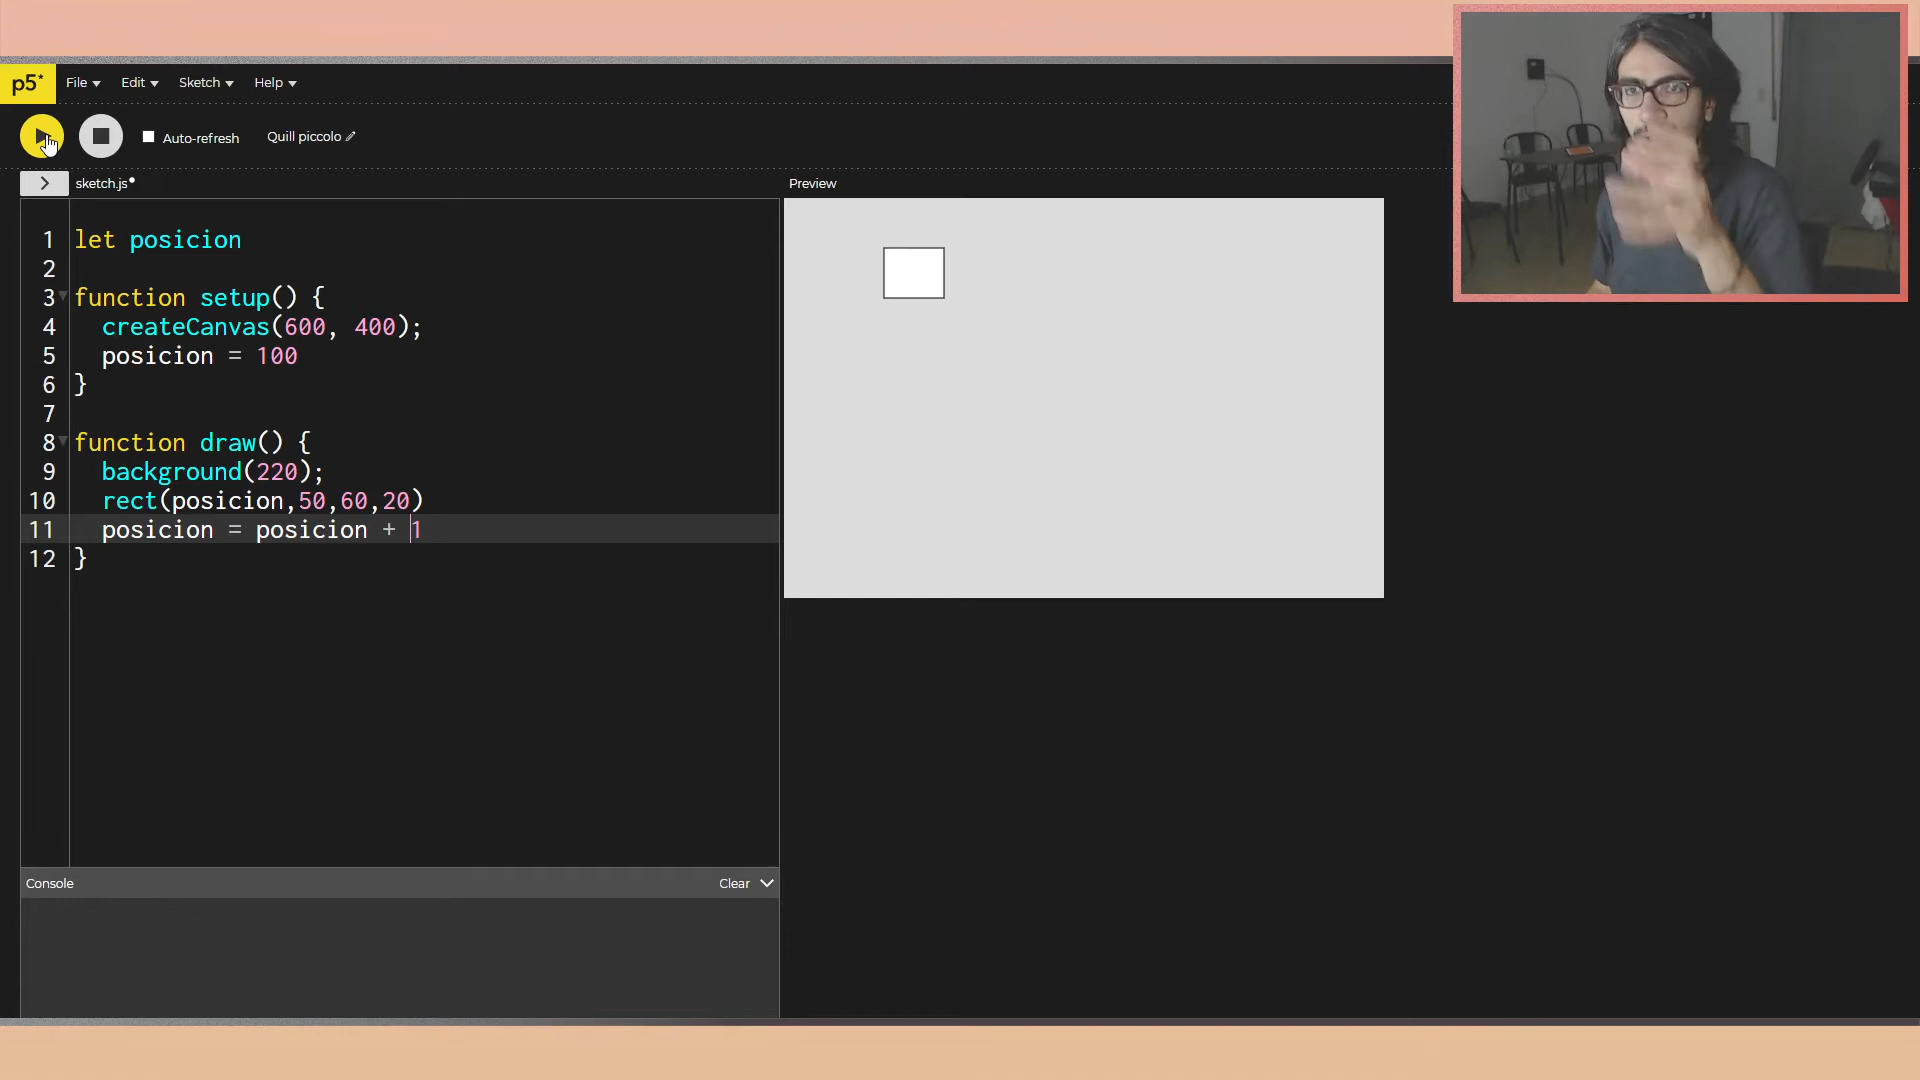 p5* File Edit Sketch Help
Auto-refresh Quill piccolo
sketch.js
Preview
1 let posicion
2
3 function setup() {
4 createCanvas(600, 400);
5 posicion = 100
6 }
7
8 function draw() {
9 background(220);
10 rect(posicion,50,60,20)
11 posicion = posicion + 1
12 }
Console Clear